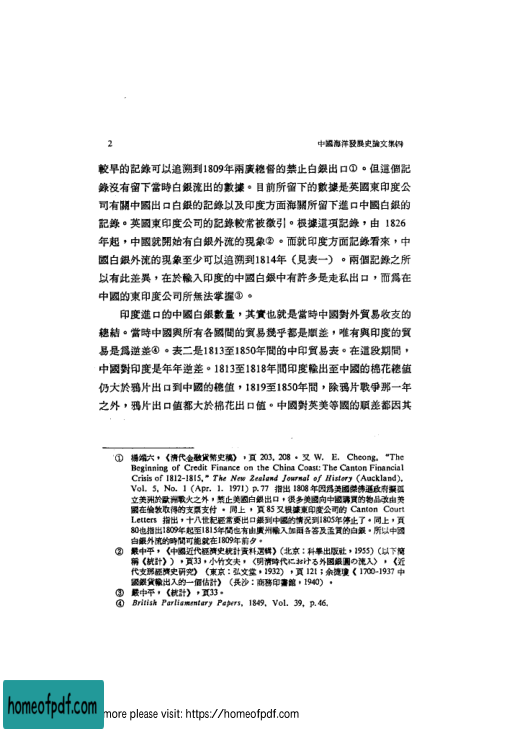 2
中國海洋發展史論文集㈣
較早的記錄可以追溯到1809年兩廣總督的禁止白銀出口①。但這個記
錄沒有留下當時白銀流出的數據。目前所留下的數據是英國東印度公
司有關中國出口白銀的記錄以及印度方面海關所留下進口中國白銀的
記錄。英國東印度公司的記錄較常被徵引。根據這項記錄，由 1826
年起，中國就開始有白銀外流的現象②。而就印度方面記錄看來，中
國白銀外流的現象至少可以追溯到1814年（見表一）。兩個記錄之所
以有此差異，在於輸入印度的中國白銀中有許多是走私出口，而爲在
中國的東印度公司所無法掌握③。
印度進口的中國白銀數量，其實也就是當時中國對外貿易收支的
總結。當時中國與所有各國間的貿易幾乎都是順差，唯有與印度的貿
易是爲逆差④。表二是1813至1850年間的中印貿易表。在這段期間，
中國對印度是年年逆差。1813至1818年間印度輸出至中國的棉花總值
仍大於鴉片出口到中國的總值，1819至1850年間，除鴉片戰爭那一年
之外，鴉片出口值都大於棉花出口值。中國對英美等國的順差都因其
① 楊端六，《清代金融貨幣史稿》，頁 203, 208。又 W. E. Cheong, "The
Beginning of Credit Finance on the China Coast: The Canton Financial
Crisis of 1812-1815," The New Zealand Journal of History (Auckland),
Vol. 5, No. 1 (Apr. 1. 1971) p.77 指出 1808 年因爲美國傑佛遜政府擬孤
立美洲於歐洲戰火之外，禁止美國白銀出口，很多美國向中國購買的物品改由美
國在倫敦取得的支票支付。同上，頁 85 又根據東印度公司的 Canton Court
Letters 指出，十八世紀經常要出口銀到中國的情況到1805年停止了。同上，頁
80也指出1809年起至1815年間也有由廣州輸入加爾各答及孟買的白銀。所以中國
白銀外流的時間可能就在1809年前夕。
② 嚴中平，《中國近代經濟史統計資料選輯》（北京：科學出版社，1955）（以下簡
稱《統計》），頁33。小竹文夫，〈明清時代における外國銀圓の流入〉，《近
代支那經濟史研究》（東京：弘文堂，1932），頁 121；余捷瓊《 1700-1937 中
國銀貨輸出入的一個估計》（長沙：商務印書館，1940）。
③ 嚴中平，《統計》，頁33。
④ British Parliamentary Papers, 1849, Vol. 39, p.46.
homeofpdf.com
more please visit: https://homeofpdf.com